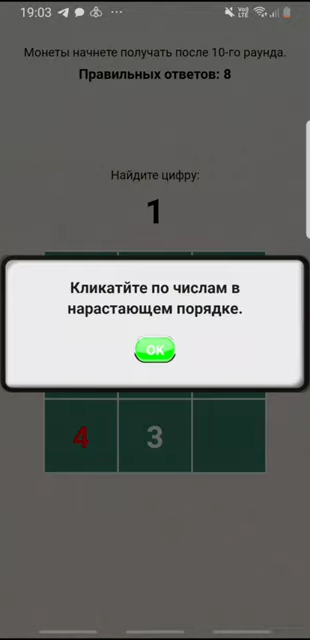 19:03
Монеты начнете получать после 10-го раунда.
Правильных ответов: 8
Найдите цифру:
1
Кликатйте по числам в
нарастающем порядке.
OK
4 3